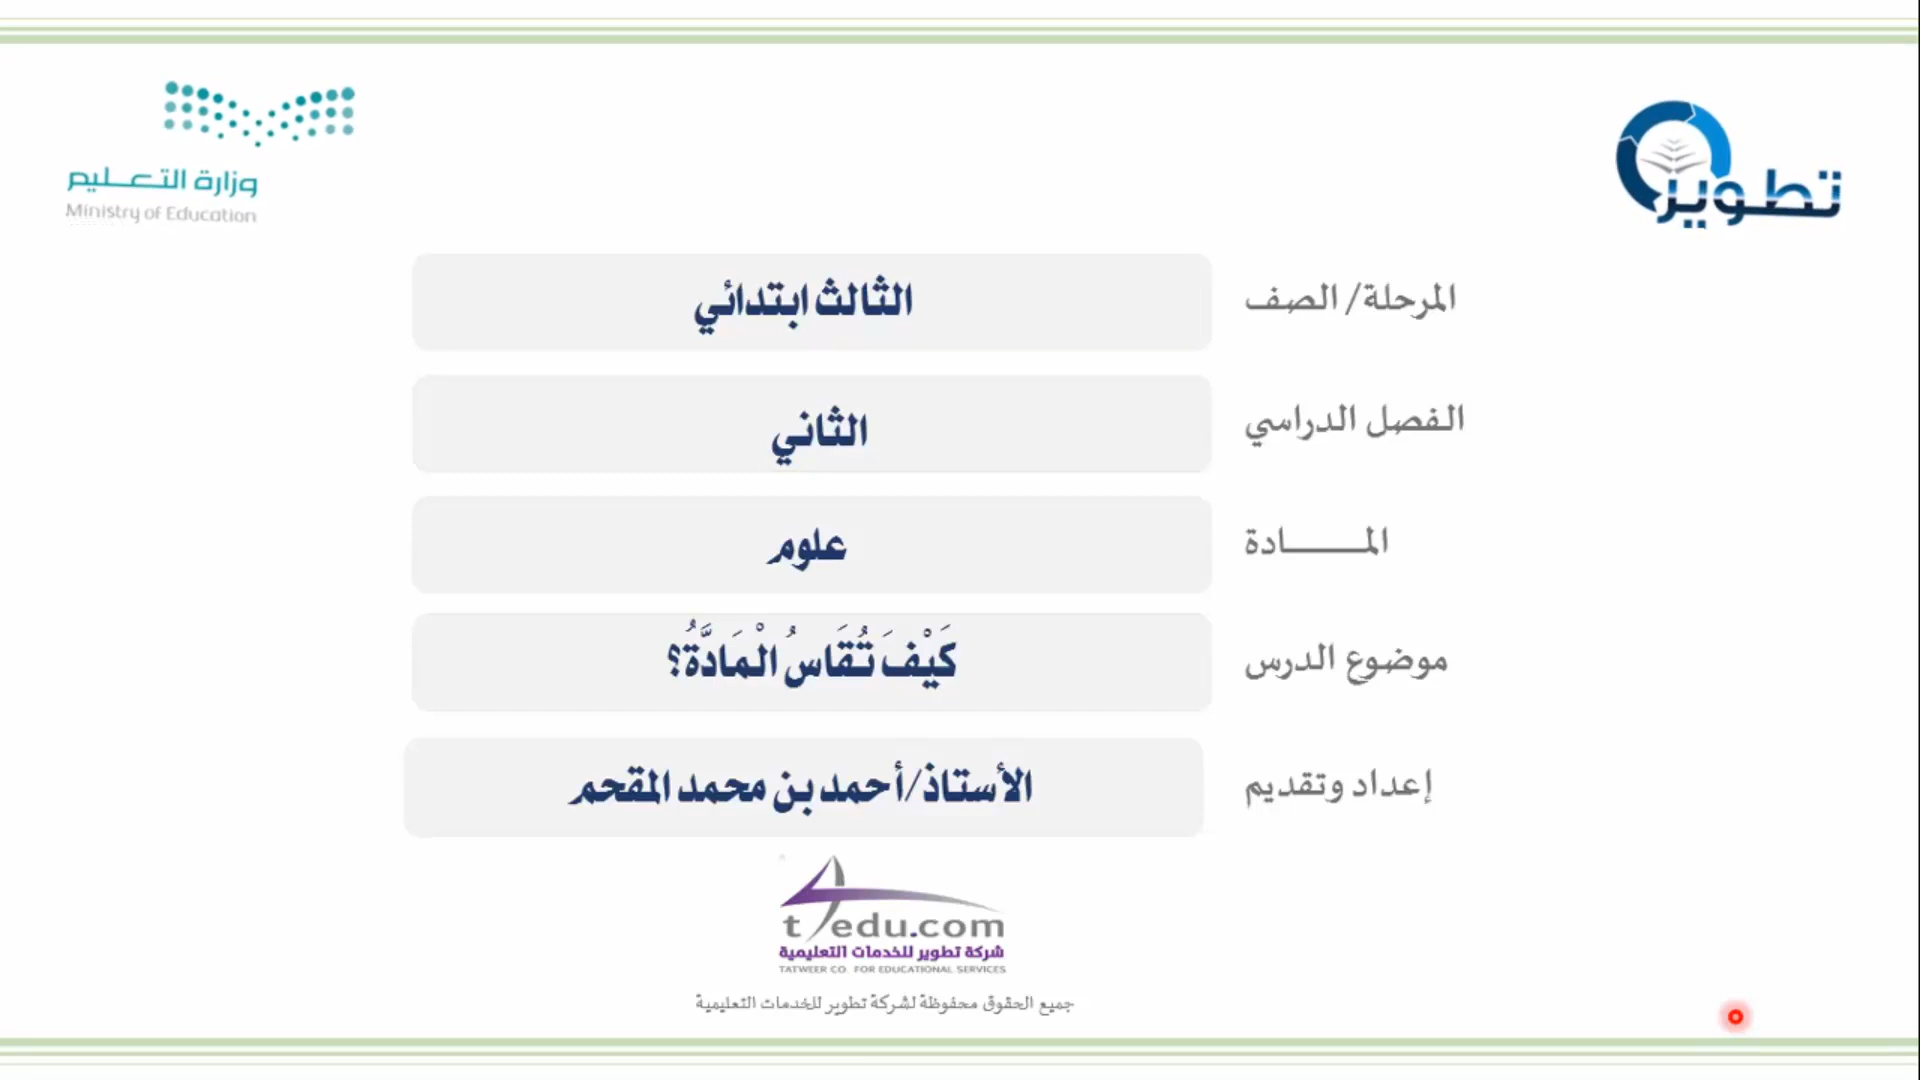 وزارة التعليم
Ministry of Education
تطوير
المرحلة/ الصف
الثالث ابتدائي
الفصل الدراسي
الثاني
المـــــــادة
علوم
موضوع الدرس
كَيْفَ تُقَاسُ الْمَادَّةُ؟
إعداد وتقديم
الأستاذ/أحمد بن محمد المقحم
t4edu.com
شركة تطوير للخدمات التعليمية
TATWEER CO. FOR EDUCATIONAL SERVICES
جميع الحقوق محفوظة لشركة تطوير للخدمات التعليمية